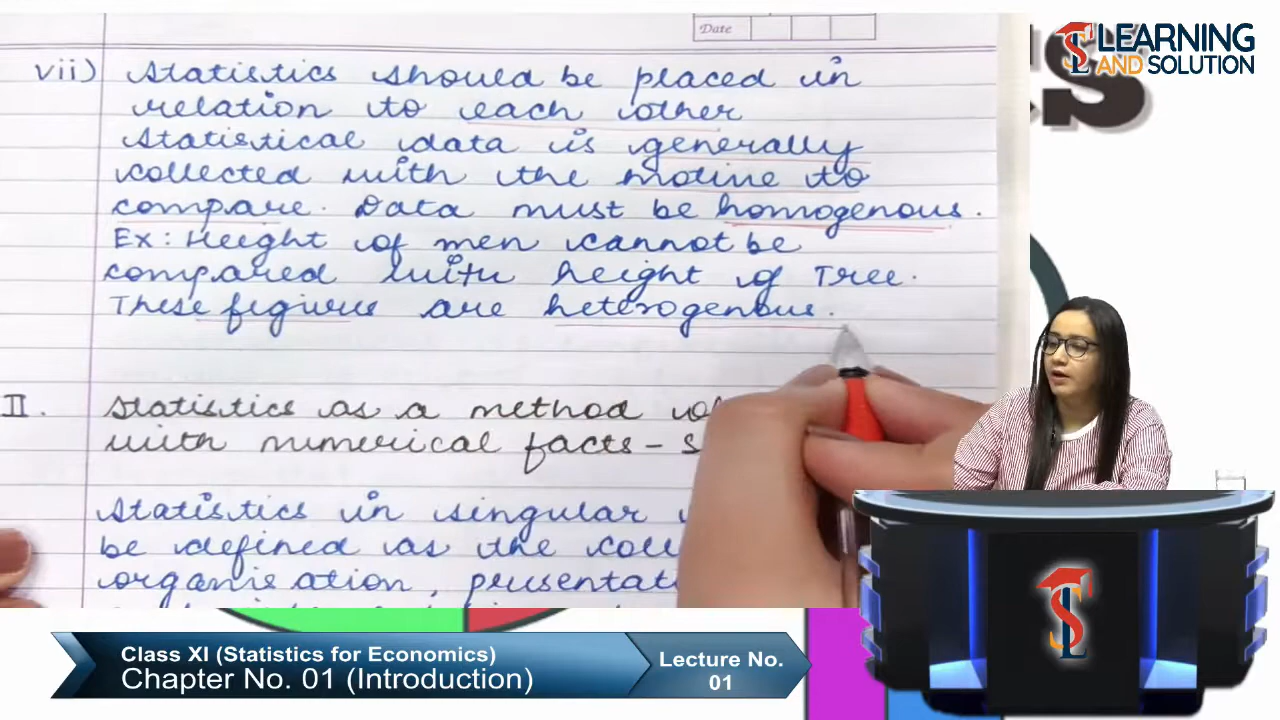 Date
LEARNING
AND SOLUTION
vii) Statistics should be placed in
relation to each other
Statistical data is generally
collected with the motive to
compare. Data must be homogenous.
Ex: Height of men cannot be
compared with height of Tree.
These figures are heterogenous.
II. Statistics as a method of
with numerical facts - S
Statistics in singular
be defined as the coll
organisation, presentat
Class XI (Statistics for Economics)
Chapter No. 01 (Introduction)
Lecture No.
01